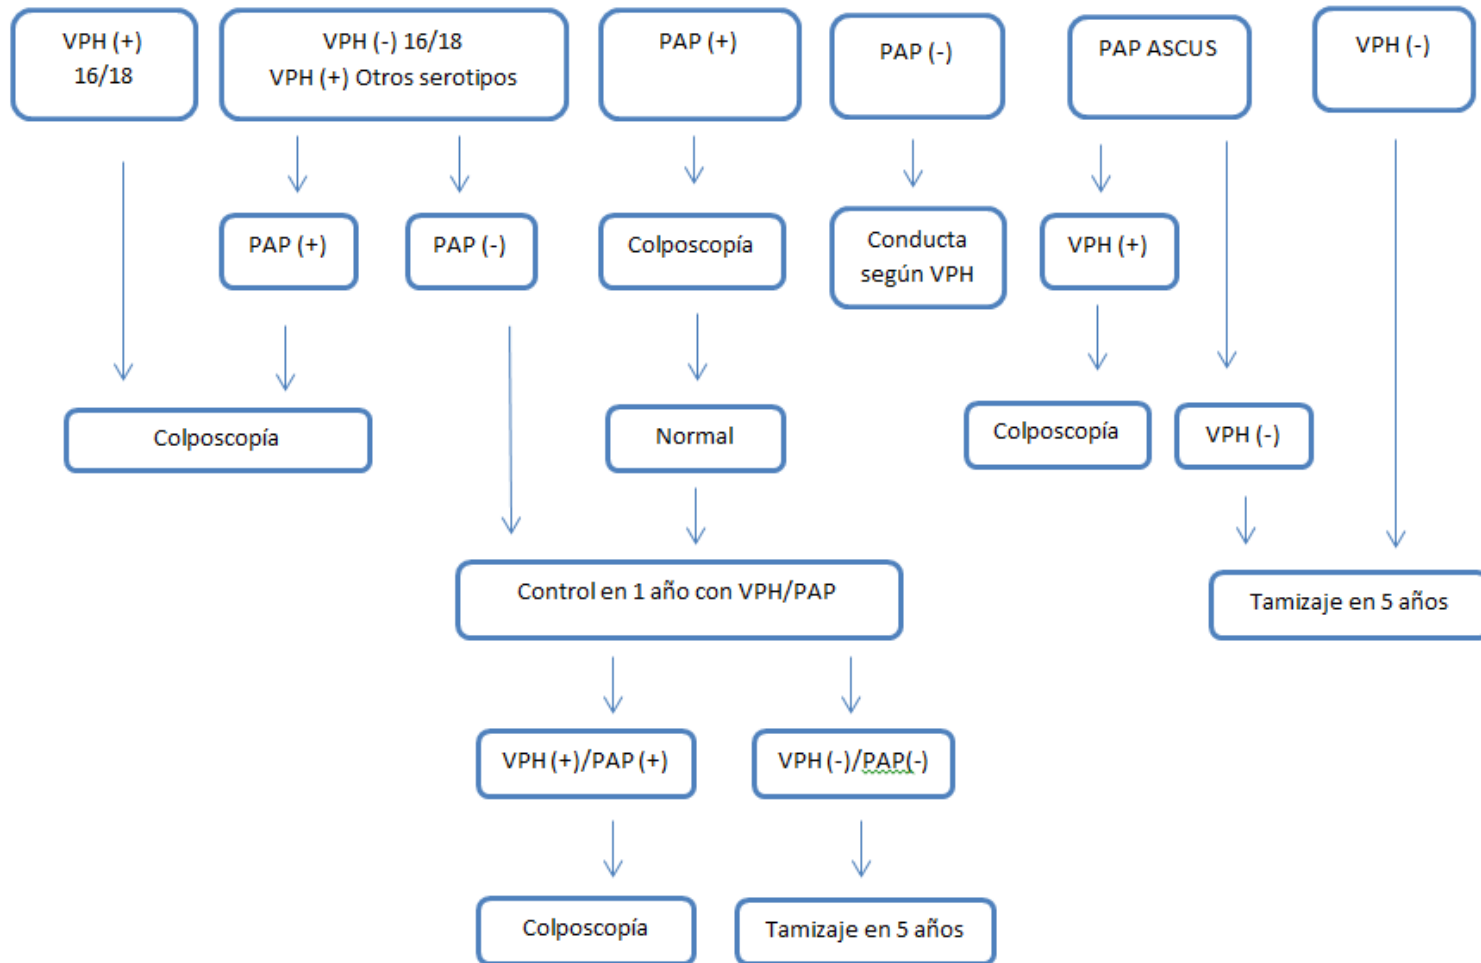 VPH (+)
16/18
VPH (-) 16/18
VPH (+) Otros serotipos
PAP (+)
PAP (-)
PAP ASCUS
VPH (-)
PAP (+)
PAP (-)
Colposcopía
Conducta
según VPH
VPH (+)
Colposcopía
Normal
Colposcopía
VPH (-)
Control en 1 año con VPH/PAP
Tamizaje en 5 años
VPH (+)/PAP (+)
VPH (-)/PAP(-)
Colposcopía
Tamizaje en 5 años